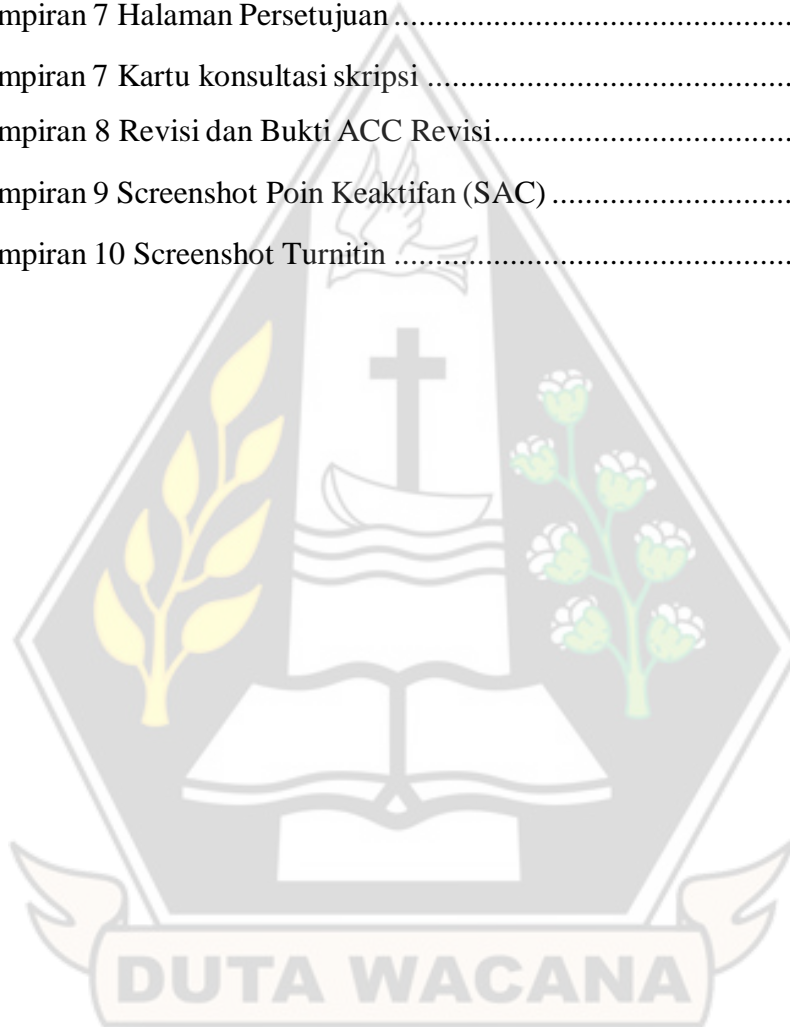 mpiran 7 Halaman Persetujuan ..................................................
mpiran 7 Kartu konsultasi skripsi ..............................................
mpiran 8 Revisi dan Bukti ACC Revisi......................................
mpiran 9 Screenshot Poin Keaktifan (SAC) ..............................
mpiran 10 Screenshot Turnitin ..................................................
DUTA WACANA